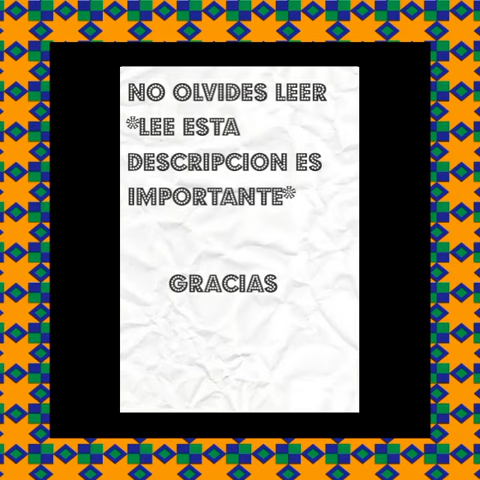 NO OLVIDES LEER
*LEE ESTA
DESCRIPCION ES
IMPORTANTE*
GRACIAS